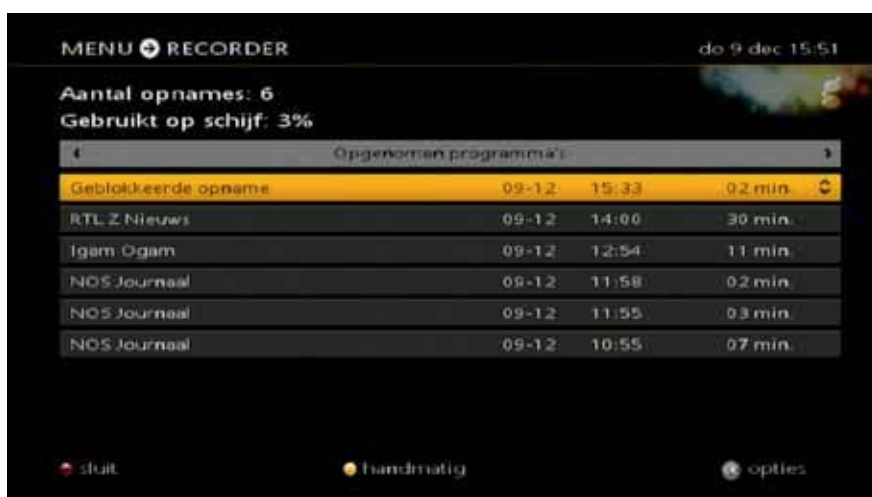 MENU RECORDER do 9 dec 15:51
Aantal opnames: 6
Gebruikt op schijf: 3%
Opgenomen programma's
Geblokkeerde opname 09-12 15:33 02 min.
RTL Z Nieuws 09-12 14:00 30 min.
Igam Ogam 09-12 12:54 11 min.
NOS Journaal 09-12 11:58 02 min.
NOS Journaal 09-12 11:55 03 min.
NOS Journaal 09-12 10:55 07 min.
sluit handmatig opties